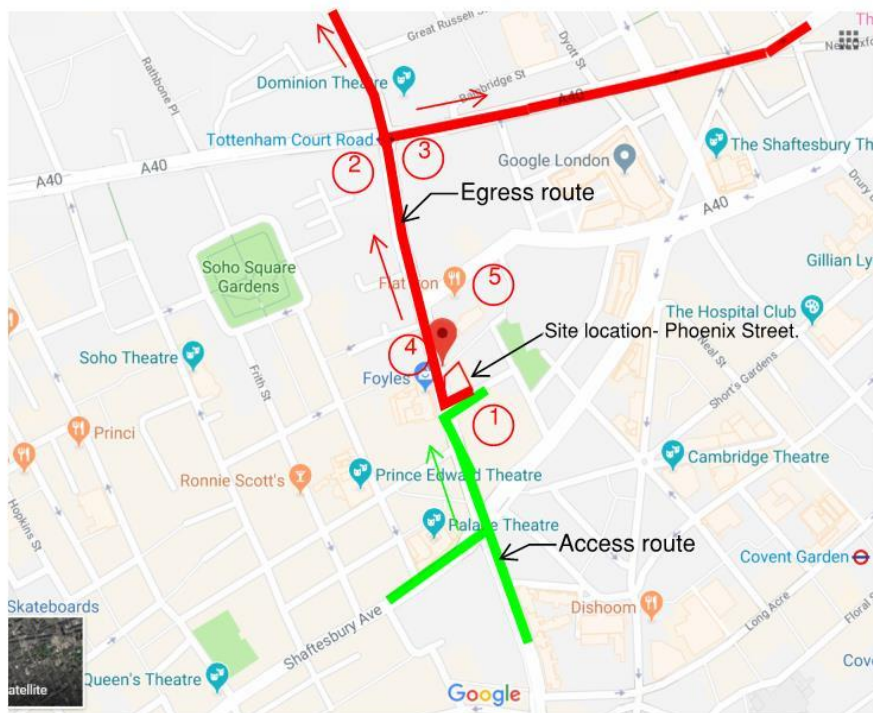 Great Russell St
Th
New Oxford
Rathbone Pl
Dyott St
Dominion Theatre
Bainbridge St
A40
Tottenham Court Road
3
2
Google London
The Shaftesbury Th
A40
Egress route
Drury
A40
Soho Square
Gardens
5
Gillian Ly
Flat Iron
The Hospital Club
Site location- Phoenix Street.
4
Soho Theatre
Neal St
Foyles
Short's Gardens
Frith St
1
Princi
Cambridge Theatre
Ronnie Scott's
Prince Edward Theatre
Hopkins St
Palace Theatre
Access route
Covent Garden
Dishoom
Skateboards
Long Acre
Floral S
Shaftesbury Ave
Cov
Queen's Theatre
atellite
Google